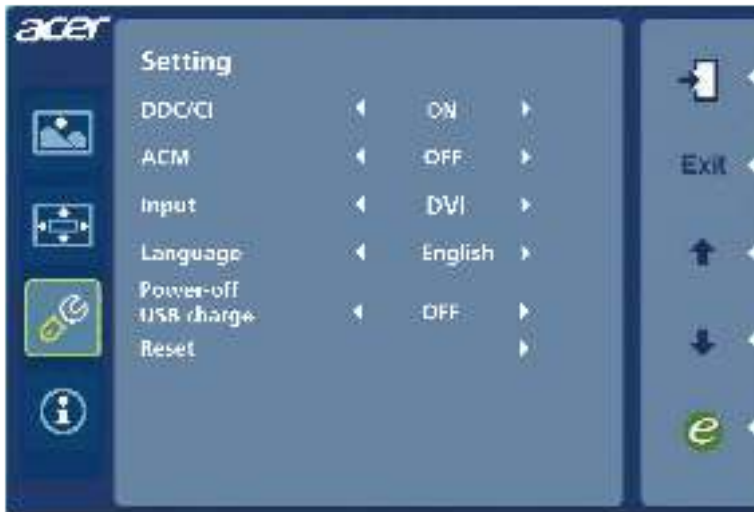 acer
Setting
DDC/CI ON
ACM OFF
Input DVI
Language English
Power-off
USB charge OFF
Reset
Exit
e